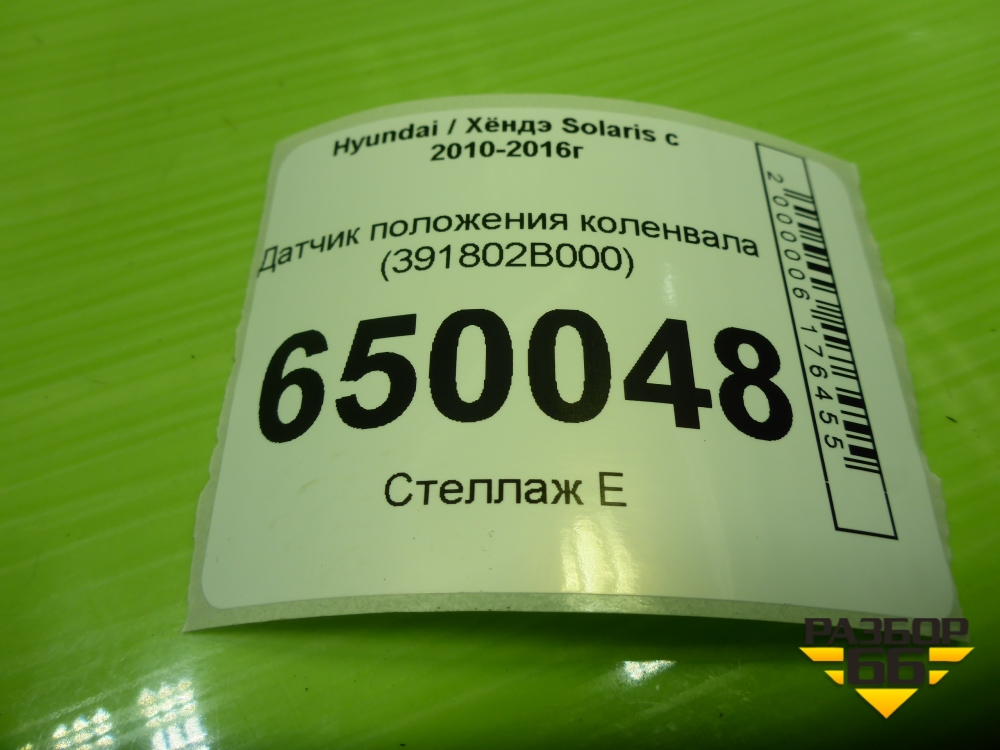 Hyundai / Хёндэ Solaris с
2010-2016г
Датчик положения коленвала
(391802B000)
650048
Стеллаж Е
2000006176455
РАЗБОР
66